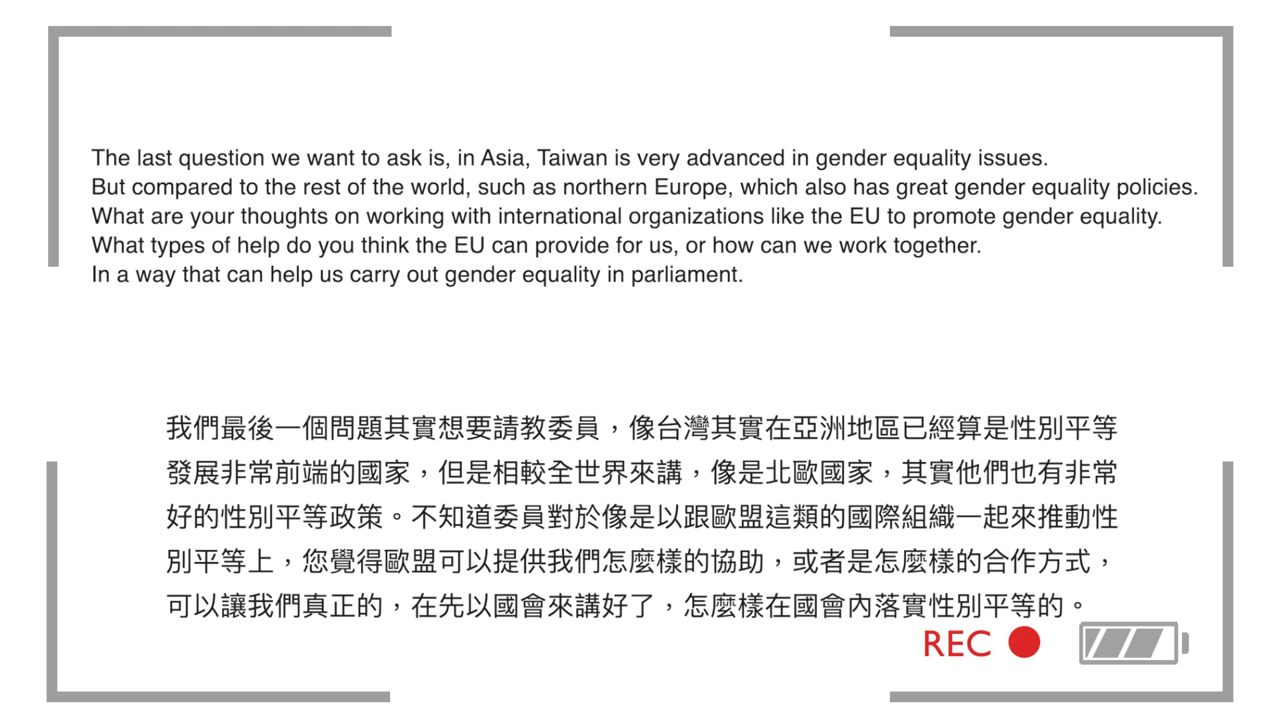 The last question we want to ask is, in Asia, Taiwan is very advanced in gender equality issues.
But compared to the rest of the world, such as northern Europe, which also has great gender equality policies.
What are your thoughts on working with international organizations like the EU to promote gender equality.
What types of help do you think the EU can provide for us, or how can we work together.
In a way that can help us carry out gender equality in parliament.
我們最後一個問題其實想要請教委員，像台灣其實在亞洲地區已經算是性別平等
發展非常前端的國家，但是相較全世界來講，像是北歐國家，其實他們也有非常
好的性別平等政策。不知道委員對於像是以跟歐盟這類的國際組織一起來推動性
別平等上，您覺得歐盟可以提供我們怎麼樣的協助，或者是怎麼樣的合作方式，
可以讓我們真正的，在先以國會來講好了，怎麼樣在國會內落實性別平等的。
REC